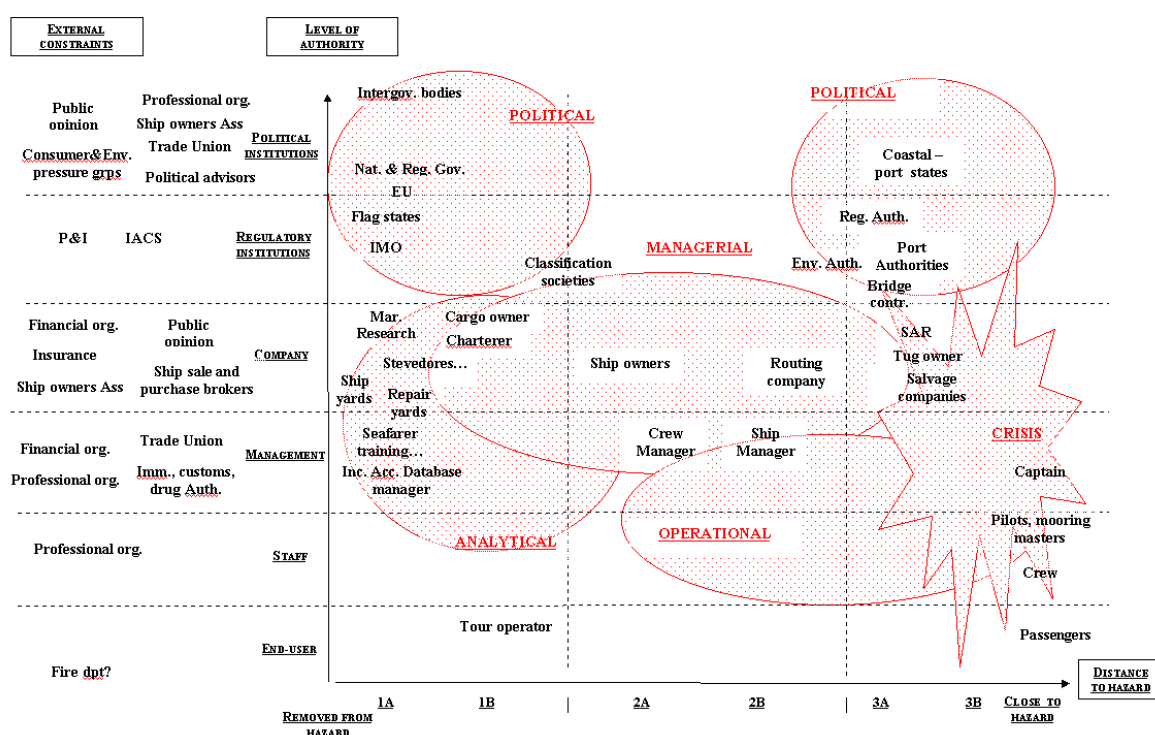 EXTERNAL
CONSTRAINTS
LEVEL OF
AUTHORITY
Public
opinion
Professional org.
Ship owners Ass
Trade Union
Consumer&Env.
pressure grps
Political advisors
POLITICAL
INSTITUTIONS
Intergov. bodies
POLITICAL
Nat. & Reg. Gov.
EU
POLITICAL
Coastal –
port states
P&I
IACS
REGULATORY
INSTITUTIONS
Flag states
IMO
Classification
societies
MANAGERIAL
Reg. Auth.
Env. Auth.
Port
Authorities
Bridge
contr.
Financial org.
Public
opinion
Insurance
Ship owners Ass
Ship sale and
purchase brokers
COMPANY
Mar.
Research
Cargo owner
Charterer
Stevedores…
Ship
yards
Repair
yards
Ship owners
Routing
company
SAR
Tug owner
Salvage
companies
Financial org.
Trade Union
Professional org.
Imm., customs,
drug Auth.
MANAGEMENT
Seafarer
training…
Inc. Acc. Database
manager
Crew
Manager
Ship
Manager
CRISIS
Captain
Professional org.
STAFF
ANALYTICAL
OPERATIONAL
Pilots, mooring
masters
Crew
Fire dpt?
END-USER
Tour operator
Passengers
DISTANCE
TO HAZARD
1A
1B
|
2A
2B
|
3A
3B
REMOVED FROM
HAZARD
CLOSE TO
HAZARD